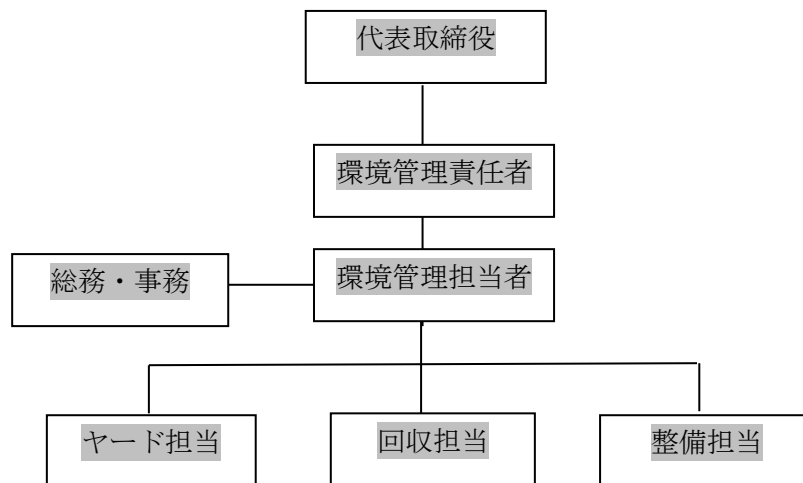 代表取締役
環境管理責任者
総務・事務
環境管理担当者
ヤード担当
回収担当
整備担当